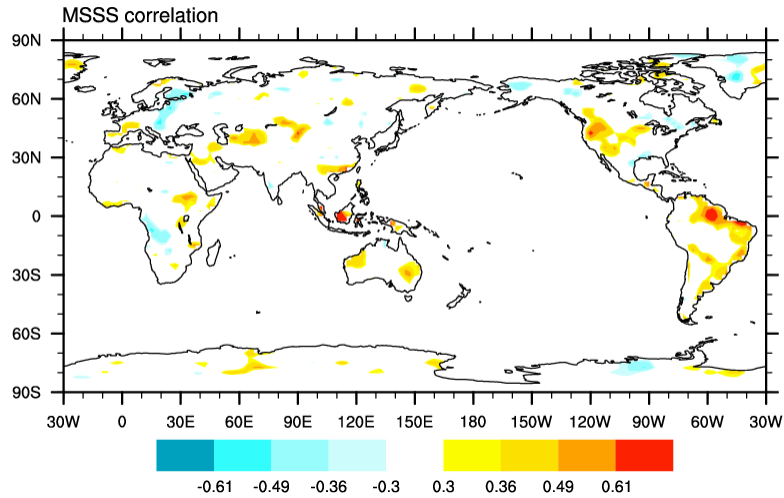 MSSS correlation
90N
60N
30N
0
30S
60S
90S
30W 0 30E 60E 90E 120E 150E 180 150W 120W 90W 60W 30W
-0.61 -0.49 -0.36 -0.3 0.3 0.36 0.49 0.61